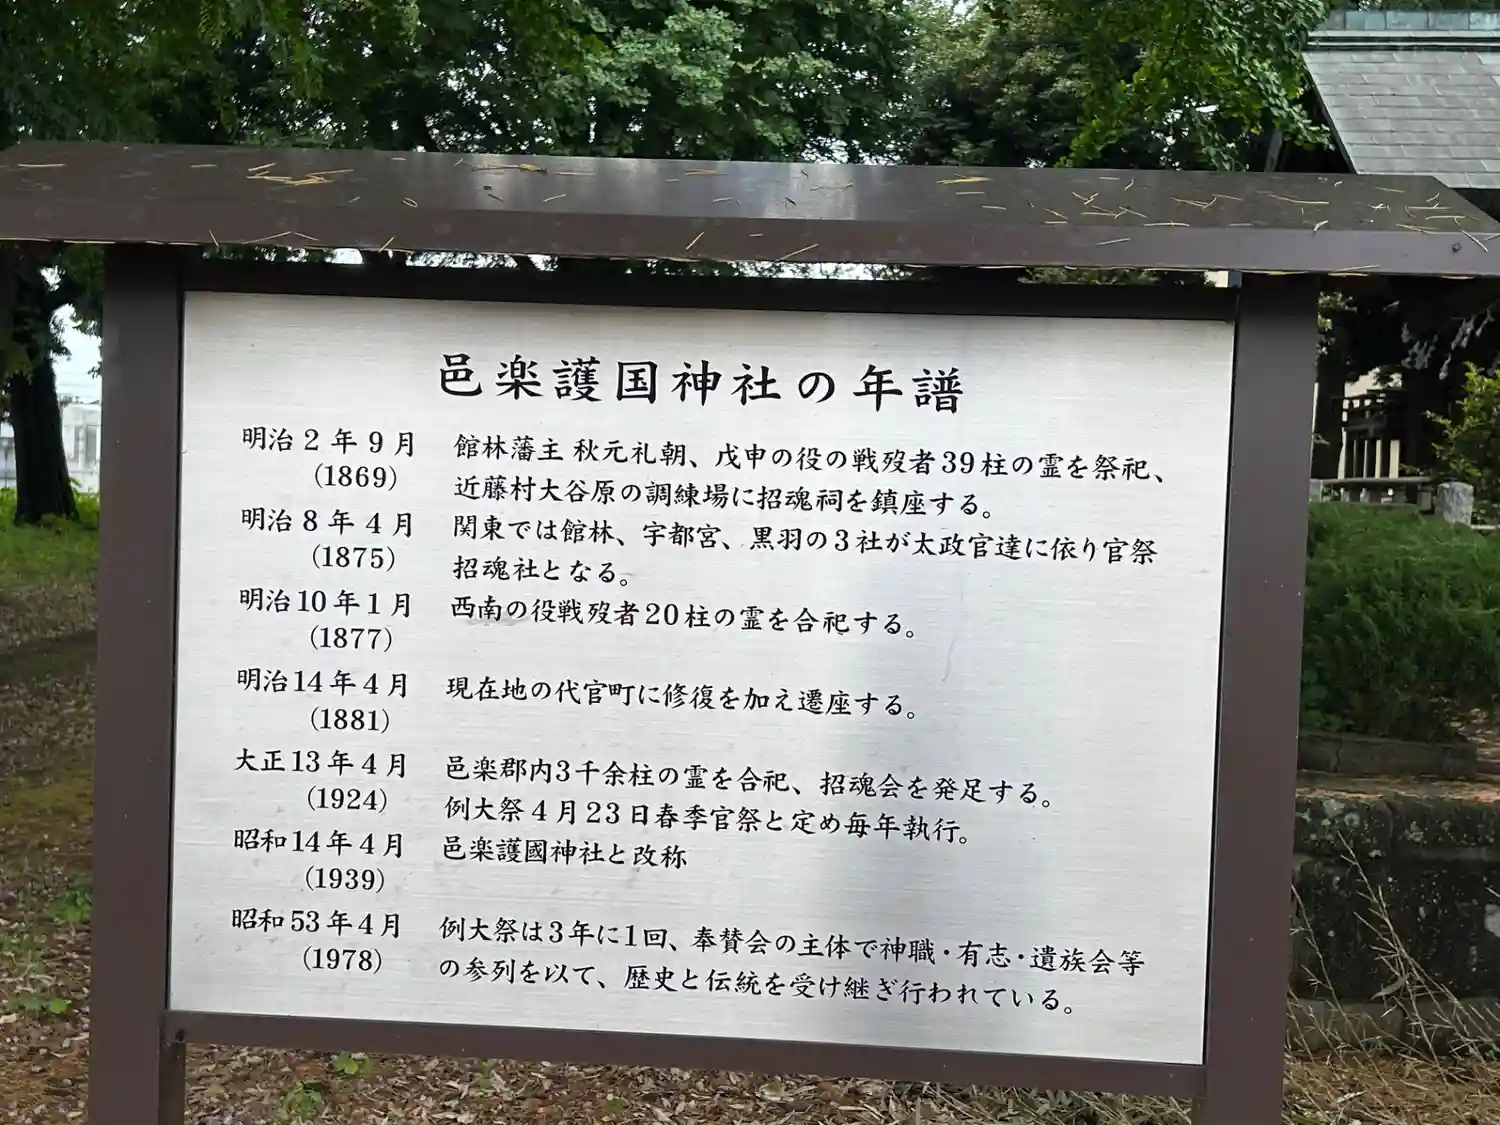 邑楽護国神社の年譜
明治2年9月 館林藩主 秋元礼朝、戊申の役の戦歿者39柱の霊を祭祀、
(1869) 近藤村大谷原の調練場に招魂祠を鎮座する。
明治8年4月 関東では館林、宇都宮、黒羽の3社が太政官達に依り官祭
(1875) 招魂社となる。
明治10年1月 西南の役戦歿者20柱の霊を合祀する。
(1877)
明治14年4月 現在地の代官町に修復を加え遷座する。
(1881)
大正13年4月 邑楽郡内3千余柱の霊を合祀、招魂会を発足する。
(1924) 例大祭4月23日春季官祭と定め毎年執行。
昭和14年4月 邑楽護國神社と改称
(1939)
昭和53年4月 例大祭は3年に1回、奉賛会の主体で神職・有志・遺族会等
(1978) の参列を以て、歴史と伝統を受け継ぎ行われている。